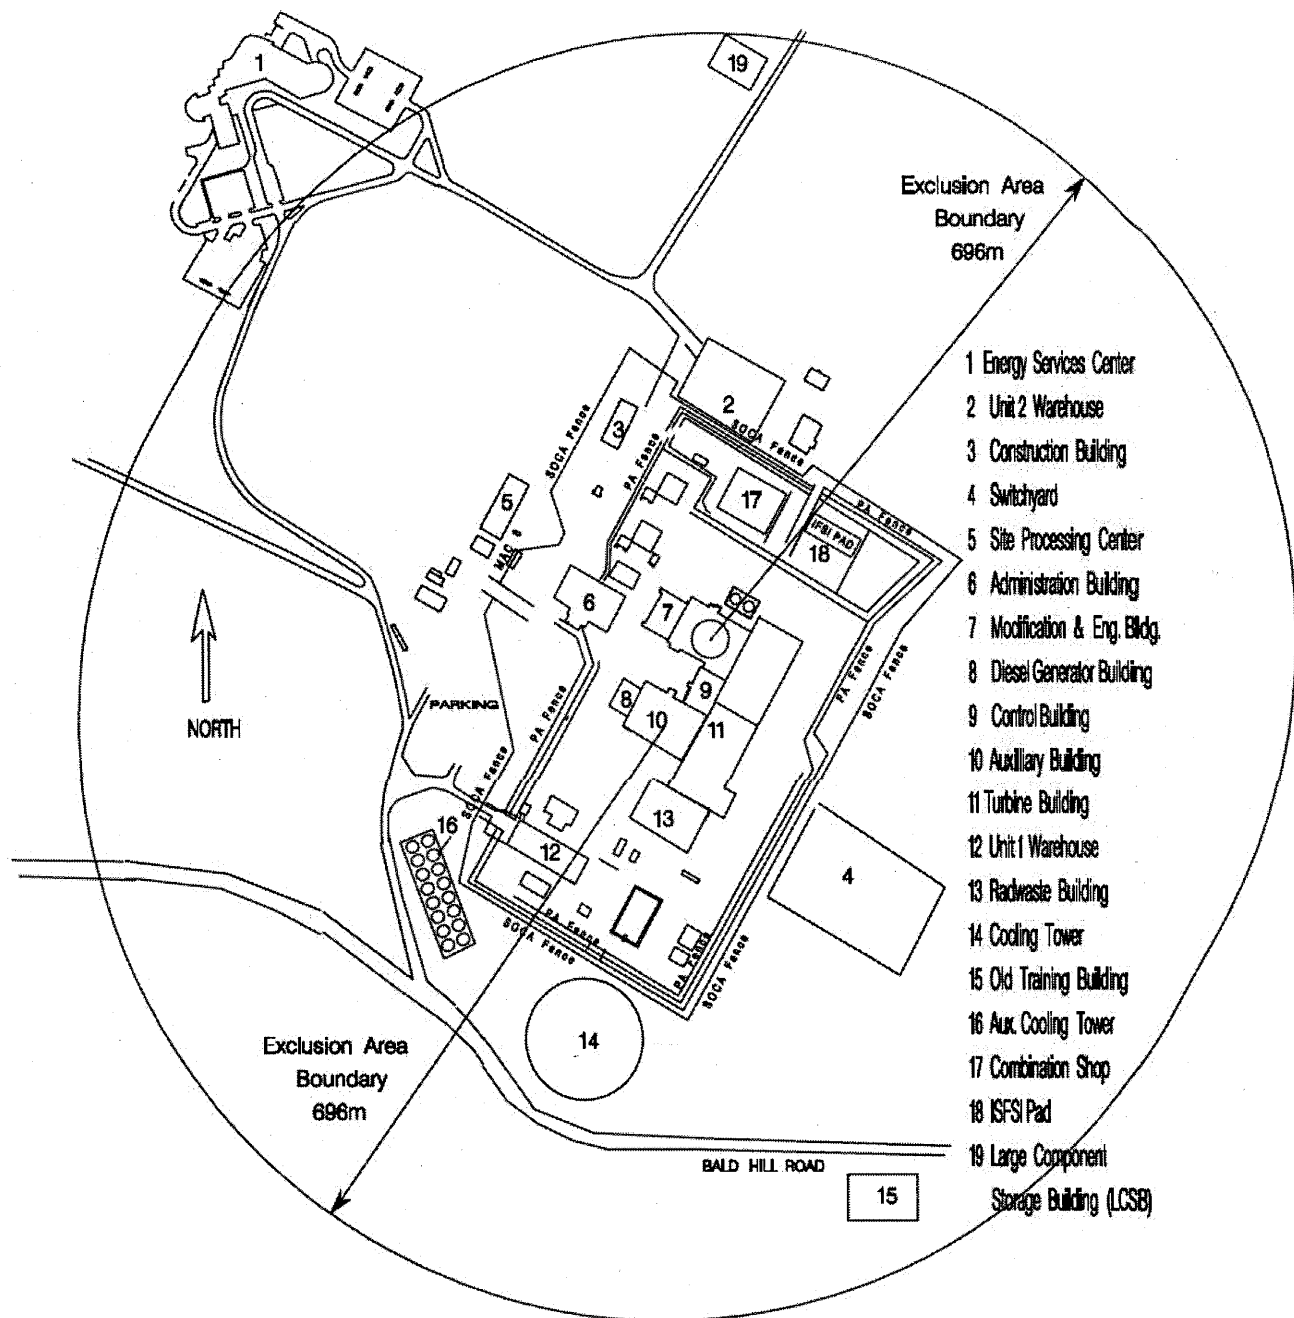 1
19
Exclusion Area
Boundary
696m
1 Energy Services Center
2 Unit 2 Warehouse
3 Construction Building
4 Switchyard
5 Site Processing Center
6 Administration Building
7 Modification & Eng. Bldg.
8 Diesel Generator Building
9 Control Building
10 Auxiliary Building
11 Turbine Building
12 Unit 1 Warehouse
13 Radwaste Building
14 Cooling Tower
15 Old Training Building
16 Aux. Cooling Tower
17 Combination Shop
18 ISFSI Pad
19 Large Component
Storage Building (LCSB)
2
SOCA Fence
SOCA Fence
3
PA Fence
17
PA Fence
IFSI PAD
18
5
MAC 8
6
7
PA Fence
SOCA Fence
NORTH
PARKING
PA Fence
8
9
10
11
SOCA Fence
16
13
12
4
PA Fence
SOCA Fence
PA Fence
SOCA Fence
14
Exclusion Area
Boundary
696m
BALD HILL ROAD
15